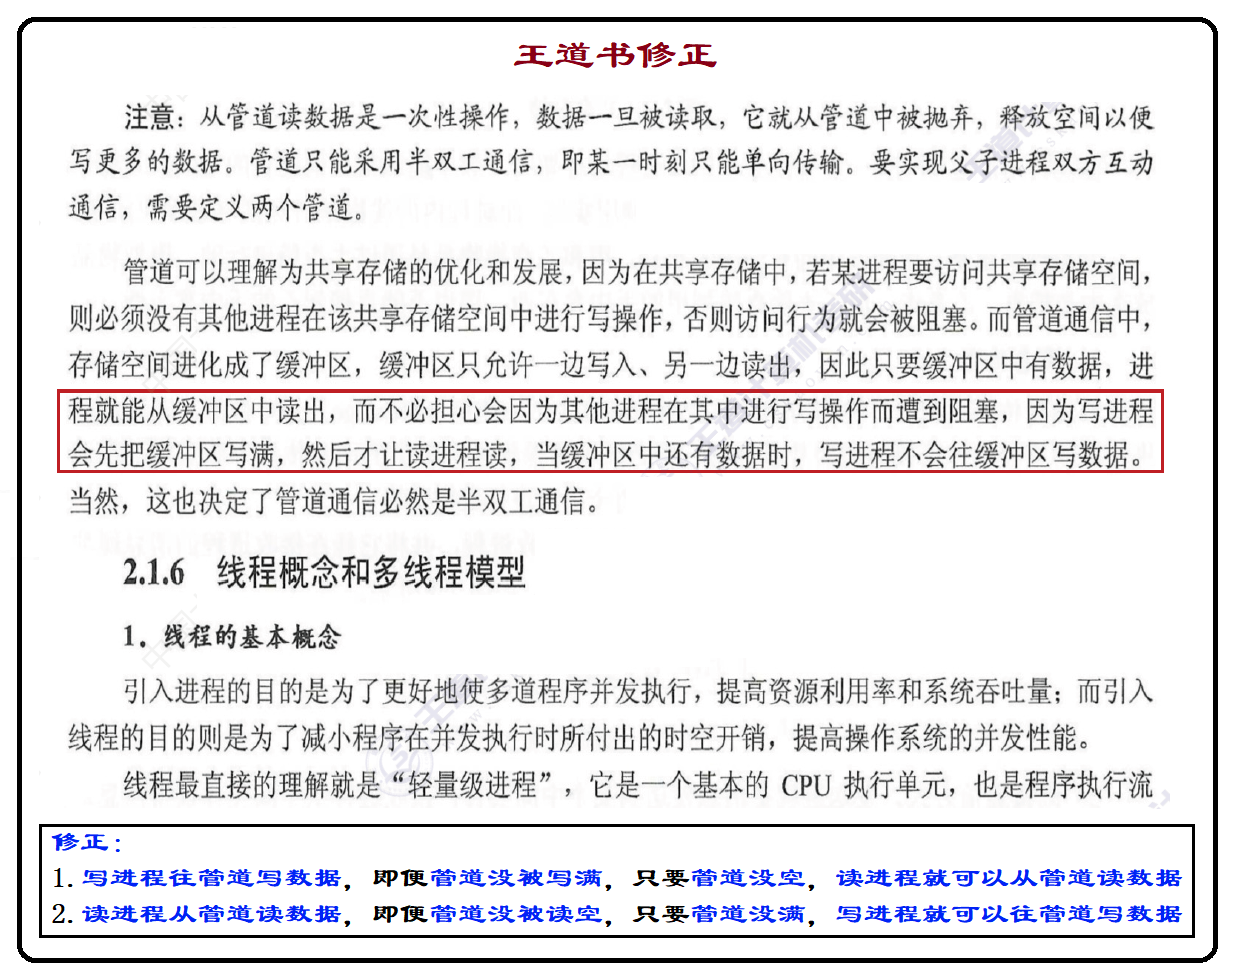 王道书修正
注意：从管道读数据是一次性操作，数据一旦被读取，它就从管道中被抛弃，释放空间以便
写更多的数据。管道只能采用半双工通信，即某一时刻只能单向传输。要实现父子进程双方互动
通信，需要定义两个管道。
管道可以理解为共享存储的优化和发展，因为在共享存储中，若某进程要访问共享存储空间，
则必须没有其他进程在该共享存储空间中进行写操作，否则访问行为就会被阻塞。而管道通信中，
存储空间进化成了缓冲区，缓冲区只允许一边写入、另一边读出，因此只要缓冲区中有数据，进
程就能从缓冲区中读出，而不必担心会因为其他进程在其中进行写操作而遭到阻塞，因为写进程
会先把缓冲区写满，然后才让读进程读，当缓冲区中还有数据时，写进程不会往缓冲区写数据。
当然，这也决定了管道通信必然是半双工通信。
2.1.6 线程概念和多线程模型
1. 线程的基本概念
引入进程的目的是为了更好地使多道程序并发执行，提高资源利用率和系统吞吐量；而引入
线程的目的则是为了减小程序在并发执行时所付出的时空开销，提高操作系统的并发性能。
线程最直接的理解就是“轻量级进程”，它是一个基本的 CPU 执行单元，也是程序执行流
修正：
1. 写进程往管道写数据，即便管道没被写满，只要管道没空，读进程就可以从管道读数据
2. 读进程从管道读数据，即便管道没被读空，只要管道没满，写进程就可以往管道写数据